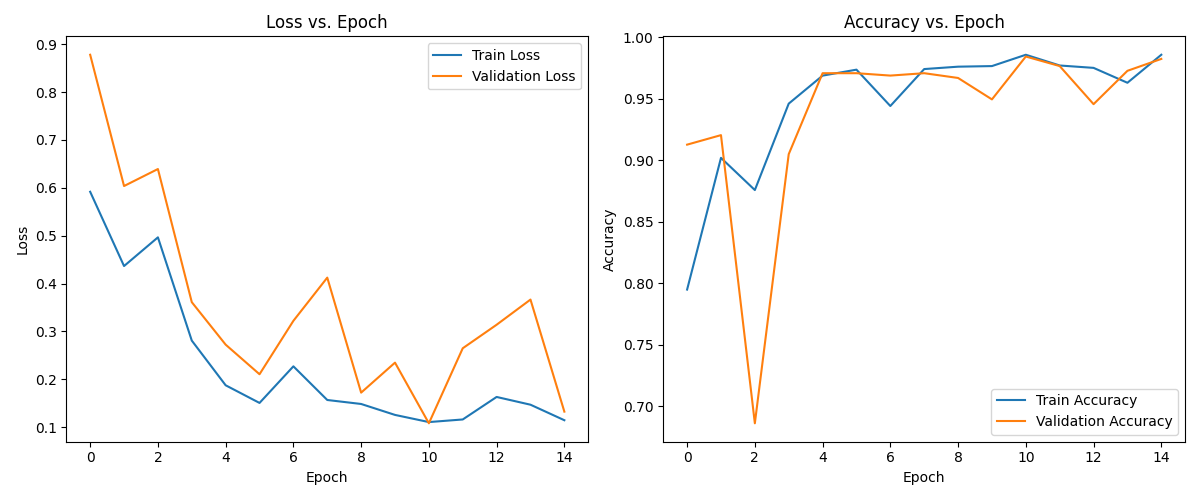 Loss vs. Epoch
0.9
0.8
0.7
0.6
0.5
0.4
0.3
0.2
0.1
Loss
Train Loss
Validation Loss
0 2 4 6 8 10 12 14
Epoch
Accuracy vs. Epoch
1.00
0.95
0.90
0.85
0.80
0.75
0.70
Accuracy
Train Accuracy
Validation Accuracy
0 2 4 6 8 10 12 14
Epoch